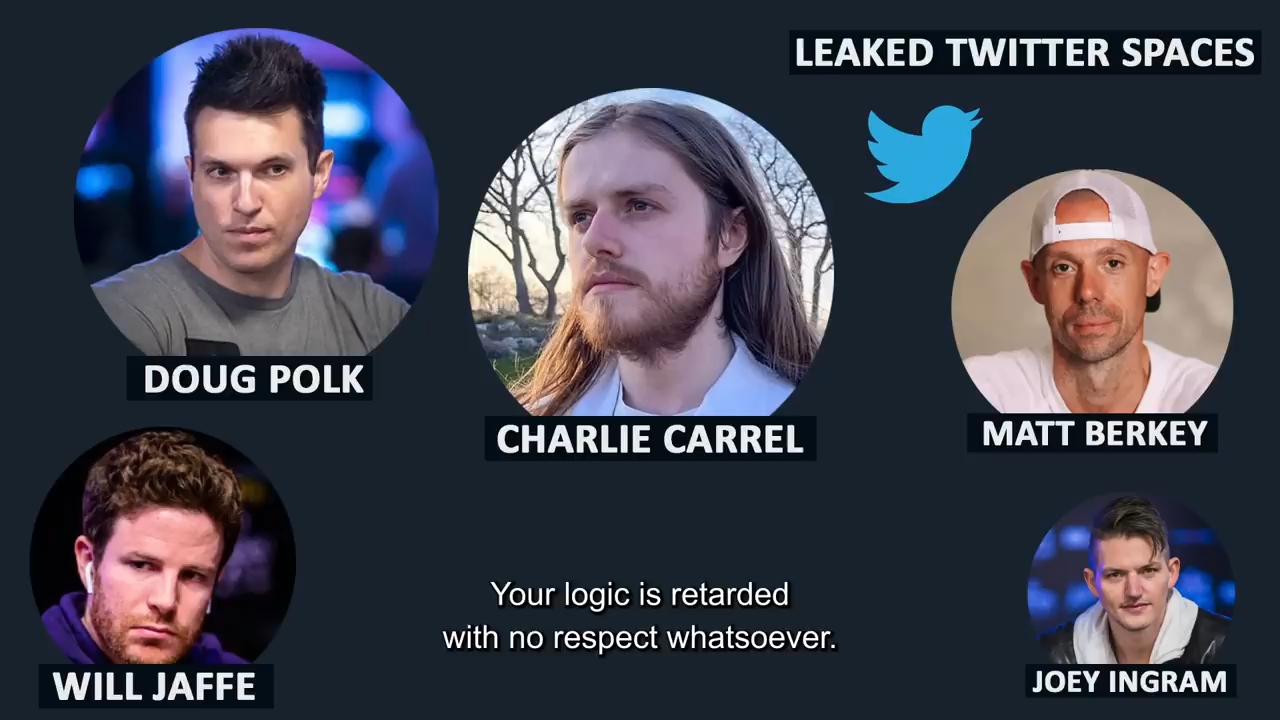 LEAKED TWITTER SPACES
DOUG POLK
CHARLIE CARREL
MATT BERKEY
Your logic is retarded
with no respect whatsoever.
WILL JAFFE
JOEY INGRAM